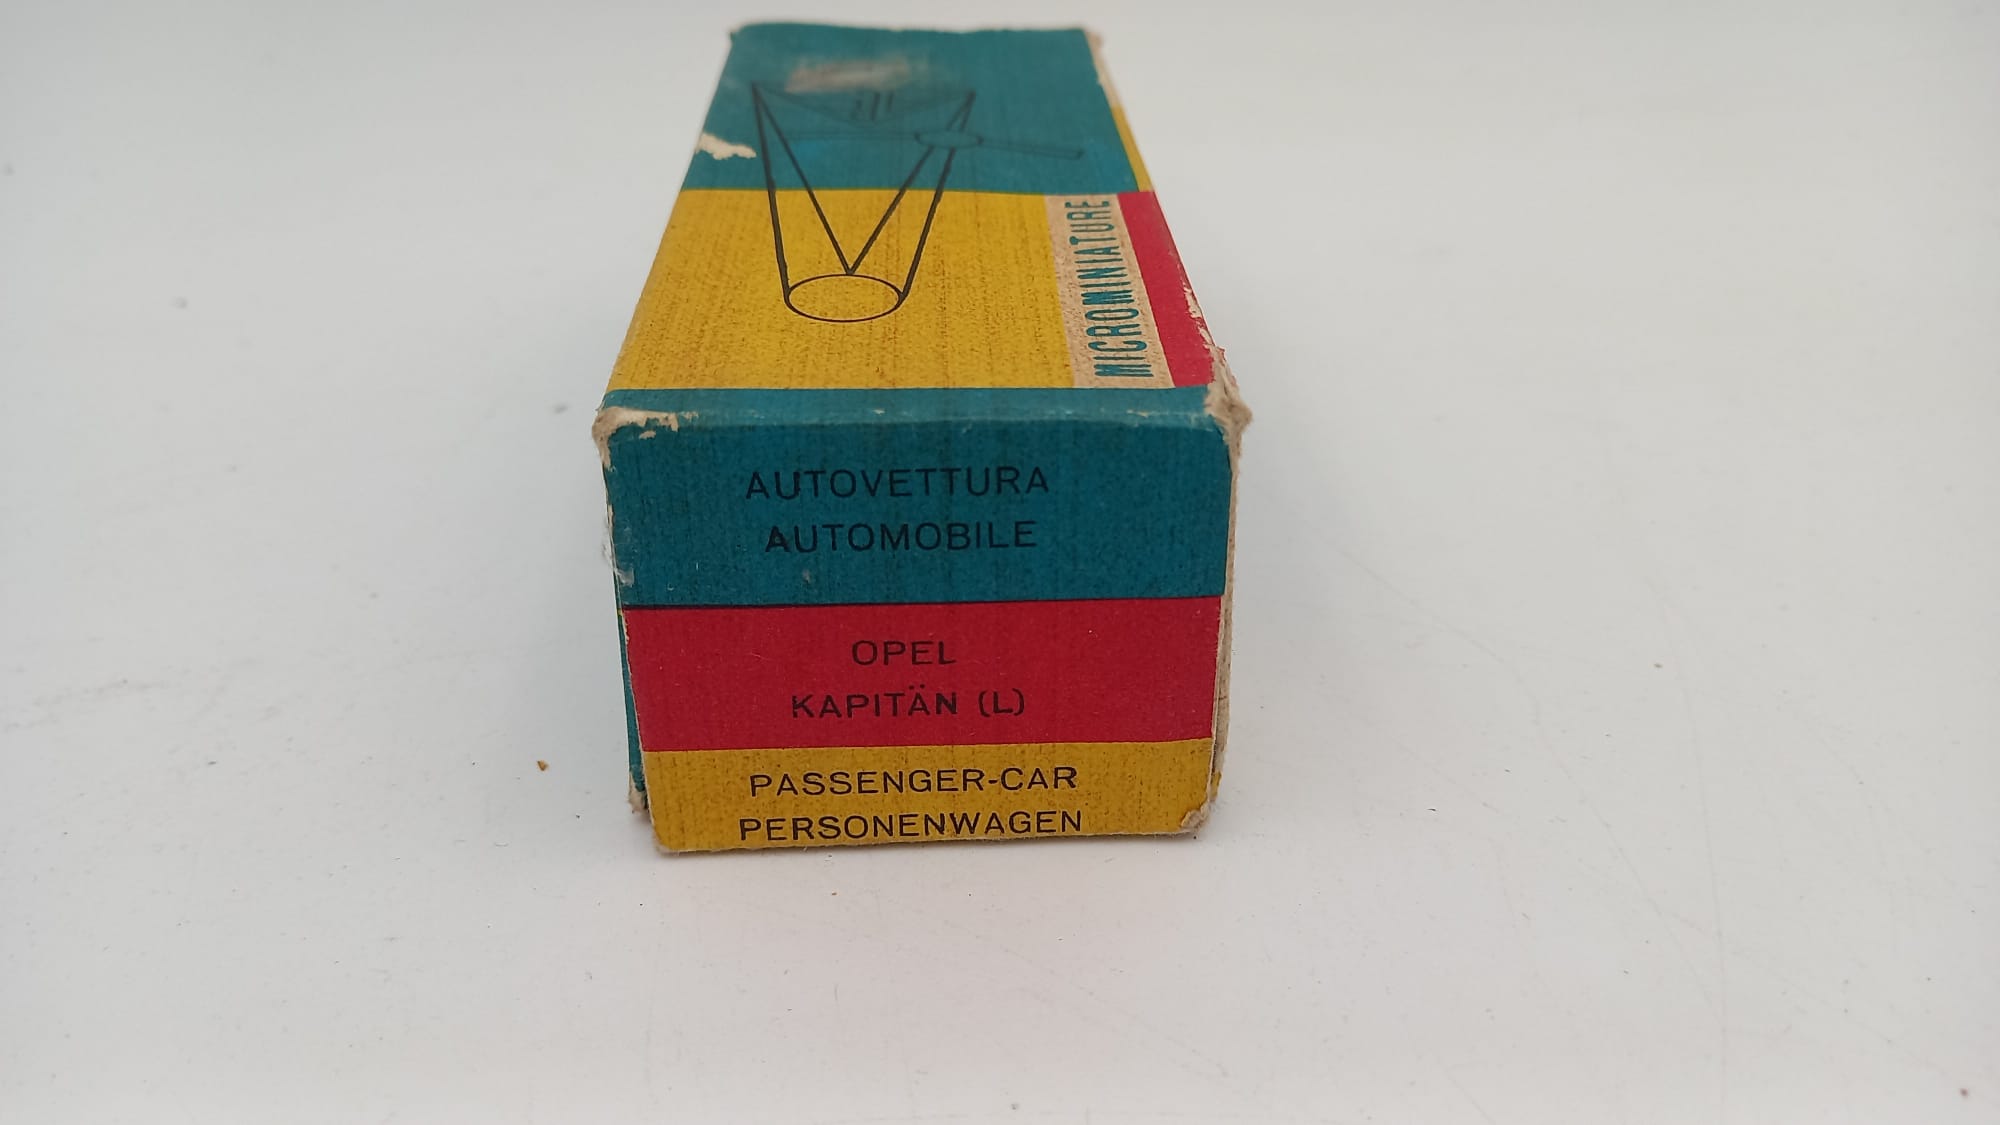 MICROMINIATURE
AUTOVETTURA
AUTOMOBILE
OPEL
KAPITÄN (L)
PASSENGER-CAR
PERSONENWAGEN